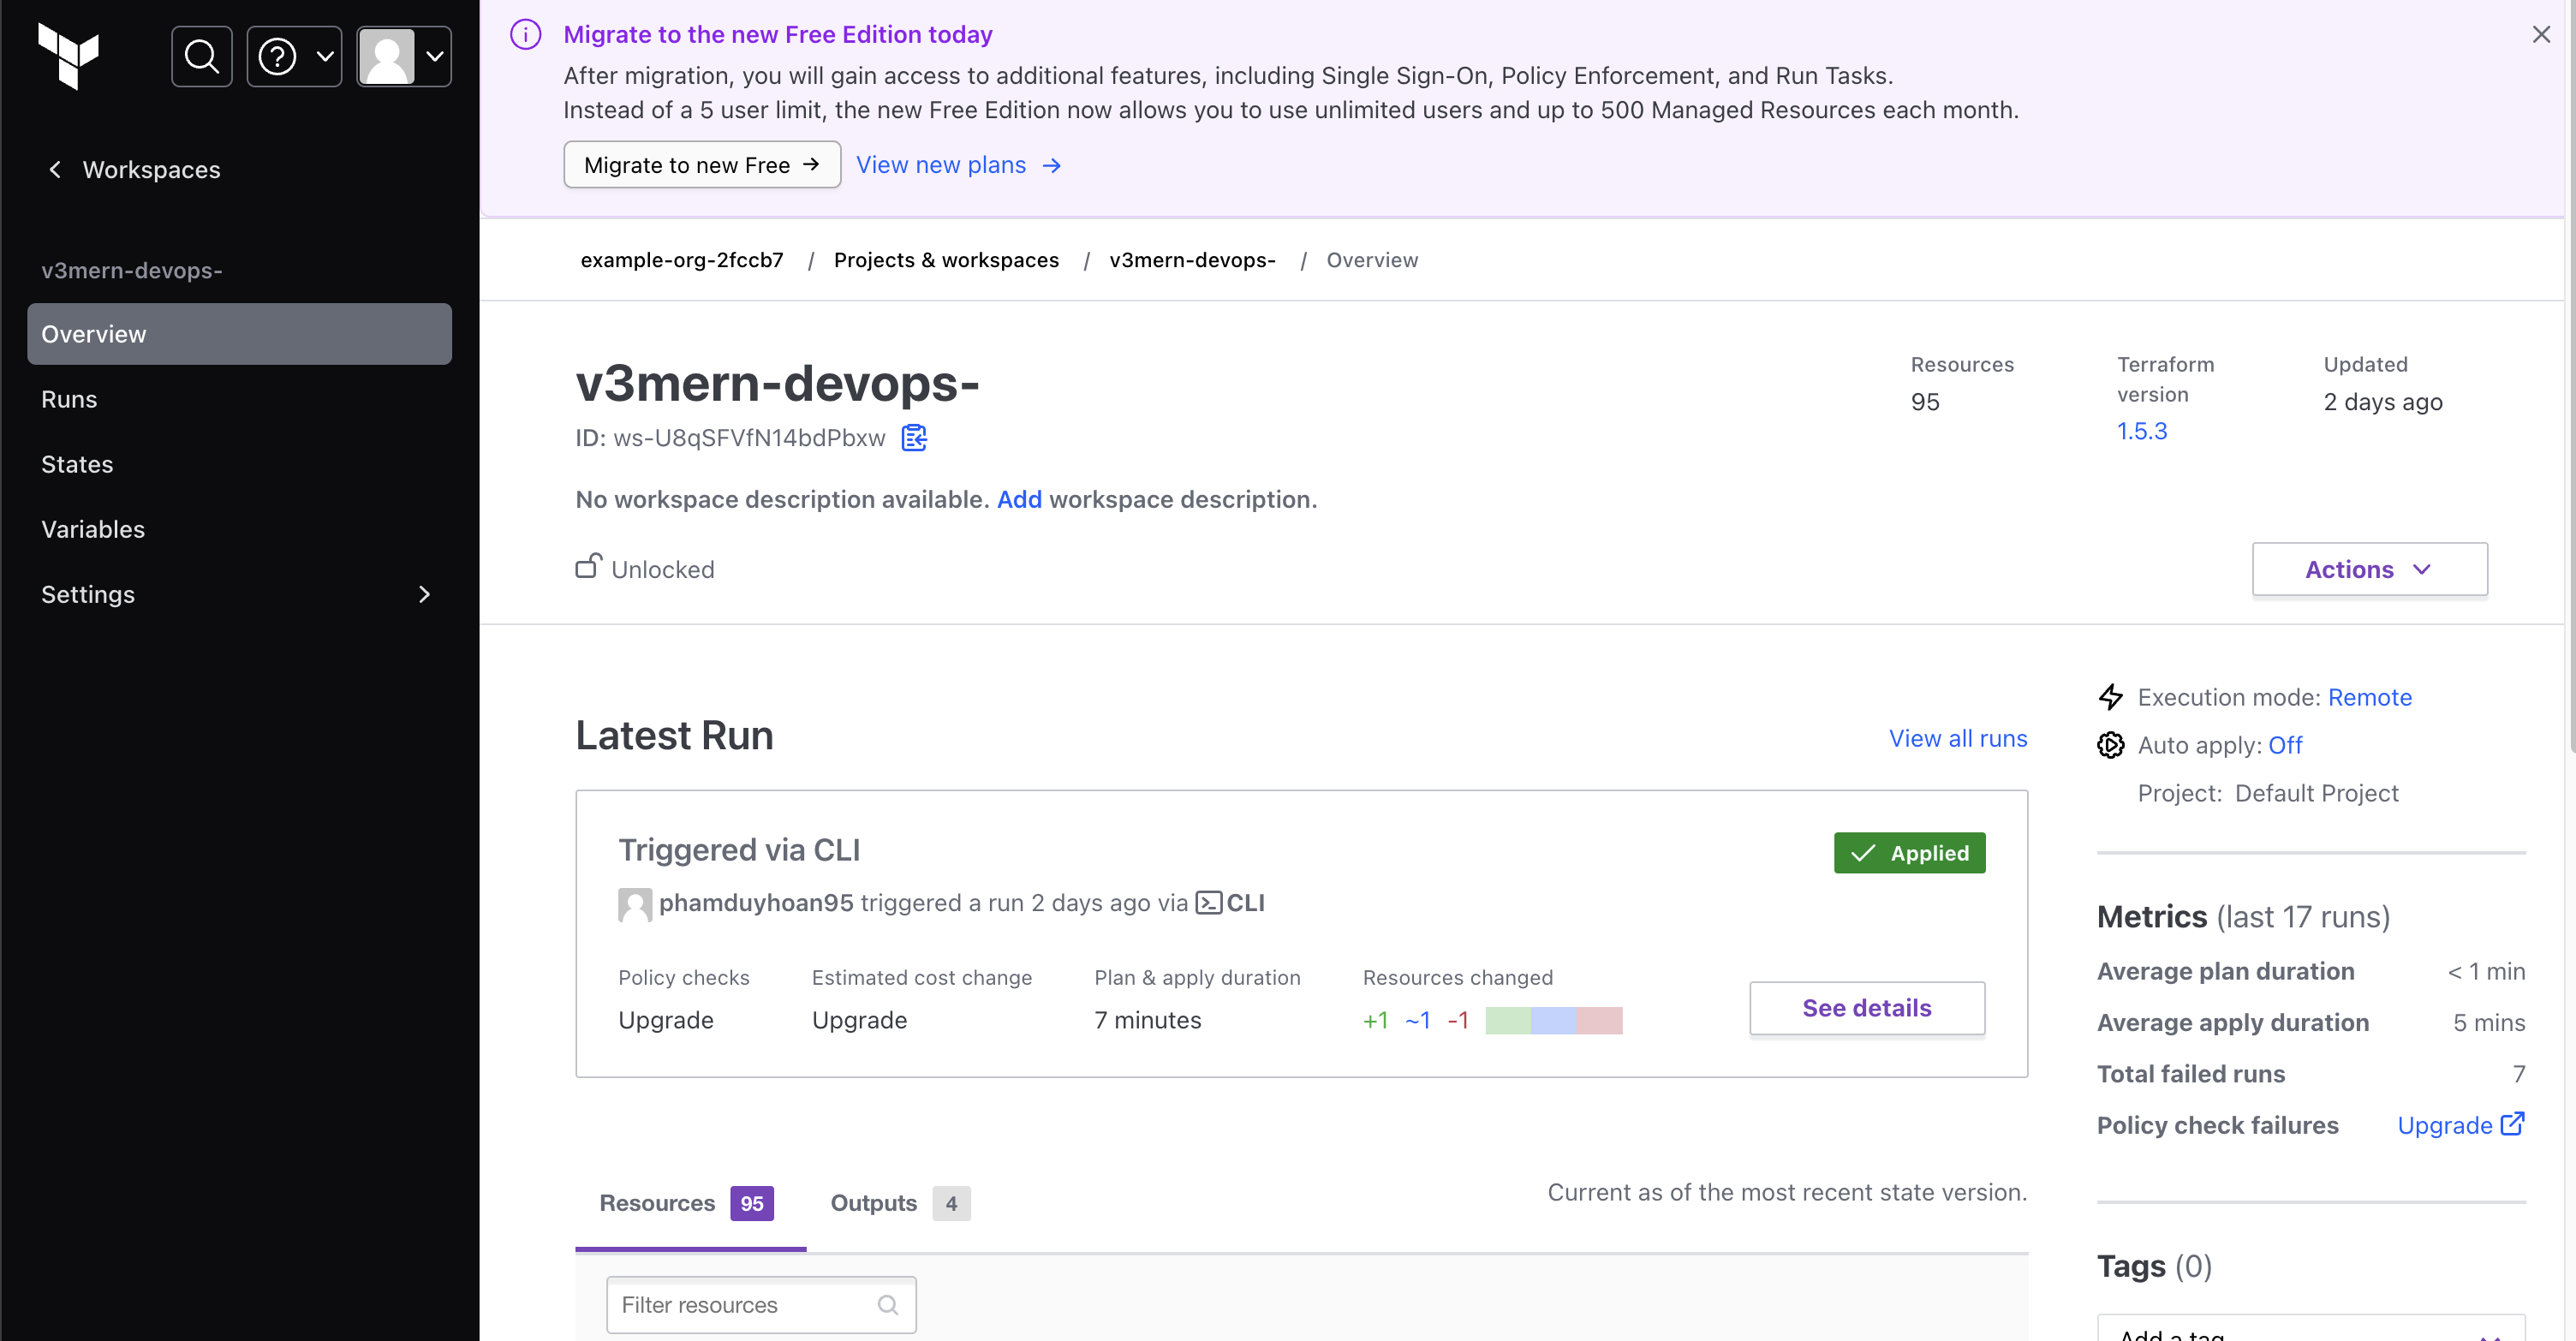 Migrate to the new Free Edition today
After migration, you will gain access to additional features, including Single Sign-On, Policy Enforcement, and Run Tasks.
Instead of a 5 user limit, the new Free Edition now allows you to use unlimited users and up to 500 Managed Resources each month.
Migrate to new Free →
View new plans →
Workspaces
v3mern-devops-
Overview
Runs
States
Variables
Settings
example-org-2fccb7 / Projects & workspaces / v3mern-devops- / Overview
v3mern-devops-
ID: ws-U8qSFVfN14bdPbxw
No workspace description available. Add workspace description.
Unlocked
Resources
95
Terraform
version
1.5.3
Updated
2 days ago
Actions
Latest Run
View all runs
Triggered via CLI
Applied
phamduyhoan95 triggered a run 2 days ago via CLI
Policy checks
Upgrade
Estimated cost change
Upgrade
Plan & apply duration
7 minutes
Resources changed
+1 ~1 -1
See details
Resources 95
Outputs 4
Current as of the most recent state version.
Filter resources
Execution mode: Remote
Auto apply: Off
Project: Default Project
Metrics (last 17 runs)
Average plan duration < 1 min
Average apply duration 5 mins
Total failed runs 7
Policy check failures Upgrade
Tags (0)
Add a tag